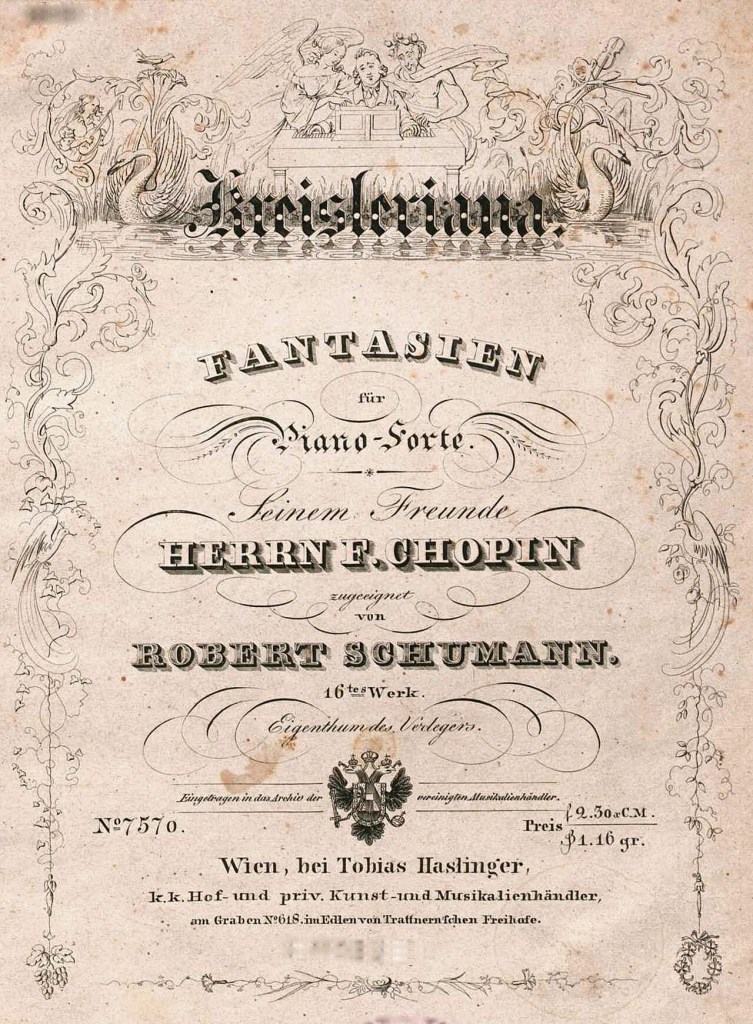 Kreisleriana.
FANTASIEN
für
Piano-Forte.
Seinem Freunde
HERRN F. CHOPIN
zugeeignet
von
ROBERT SCHUMANN.
16tes Werk.
Eigenthum des Verlegers.
Eingetragen in das Archiv der vereinigten Musikalienhändler.
No 7570. Preis f 2.30 x C.M.
₰ 1.16 gr.
Wien, bei Tobias Haslinger,
k.k. Hof- und priv. Kunst- und Musikalienhändler,
am Graben No 618. im Edlen von Trattnern'schen Freihofe.